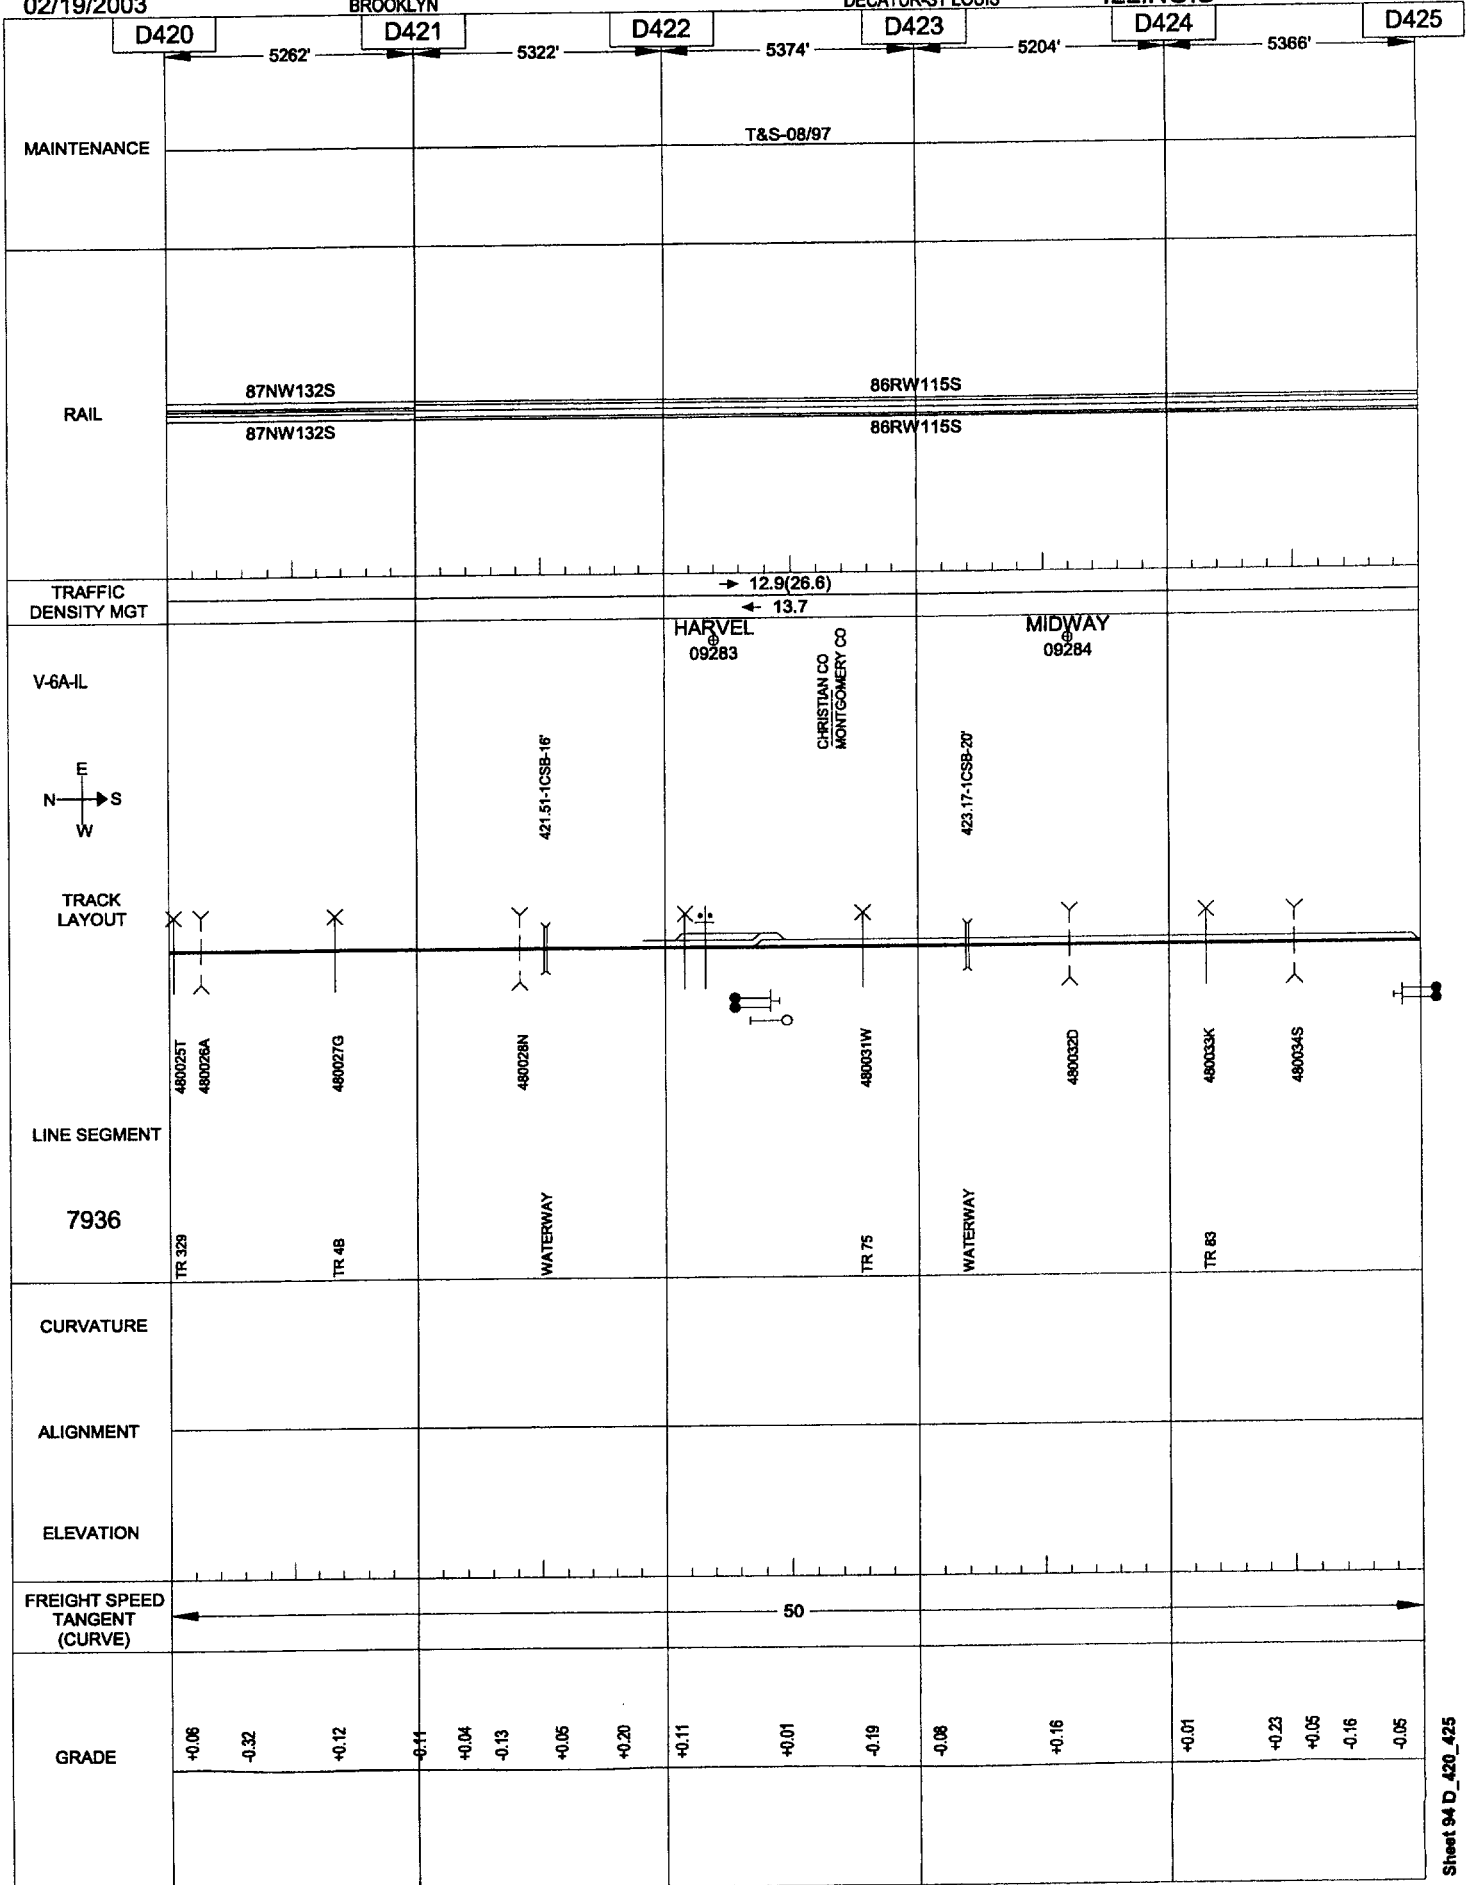 02/19/2003 BROOKLYN DECATUR-ST LOUIS ILLINOIS
D420 D421 D422 D423 D424 D425
5262' 5322' 5374' 5204' 5366'
MAINTENANCE
T&S-08/97
RAIL
87NW132S 86RW115S
87NW132S 86RW115S
TRAFFIC
DENSITY MGT
→ 12.9(26.6)
← 13.7
V-6A-IL
HARVEL
09283
CHRISTIAN CO
MONTGOMERY CO
MIDWAY
09284
E
N S
W
421.51-1CSB-16'
423.17-1CSB-20'
TRACK
LAYOUT
480025T
480026A
480027G
480028N
480031W
480032D
480033K
480034S
LINE SEGMENT
7936
TR 329
TR 4B
WATERWAY
TR 75
WATERWAY
TR 83
CURVATURE
ALIGNMENT
ELEVATION
FREIGHT SPEED
TANGENT
(CURVE)
50
GRADE
+0.06
-0.32
+0.12
-0.11
+0.04
-0.13
+0.05
+0.20
+0.11
+0.01
-0.19
-0.08
+0.16
+0.01
+0.23
+0.05
-0.16
-0.05
Sheet 94 D_420_425